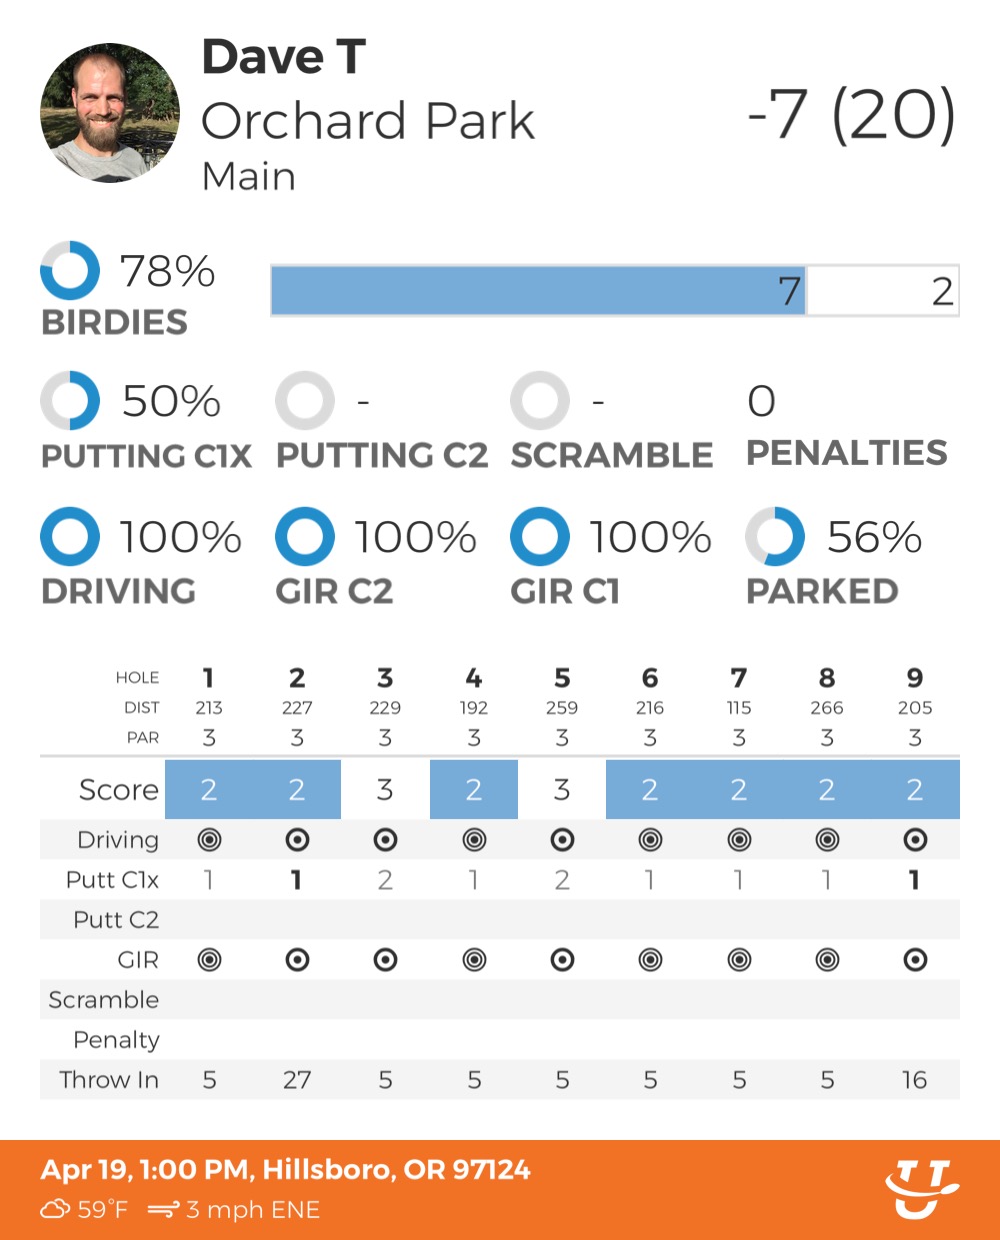 Dave T
Orchard Park
Main
-7 (20)
78%
BIRDIES
7 2
50% - - 0
PUTTING C1X PUTTING C2 SCRAMBLE PENALTIES
100% 100% 100% 56%
DRIVING GIR C2 GIR C1 PARKED
HOLE 1 2 3 4 5 6 7 8 9
DIST 213 227 229 192 259 216 115 266 205
PAR 3 3 3 3 3 3 3 3 3
Score 2 2 3 2 3 2 2 2 2
Driving
Putt C1x 1 1 2 1 2 1 1 1 1
Putt C2
GIR
Scramble
Penalty
Throw In 5 27 5 5 5 5 5 5 16
Apr 19, 1:00 PM, Hillsboro, OR 97124
59°F 3 mph ENE